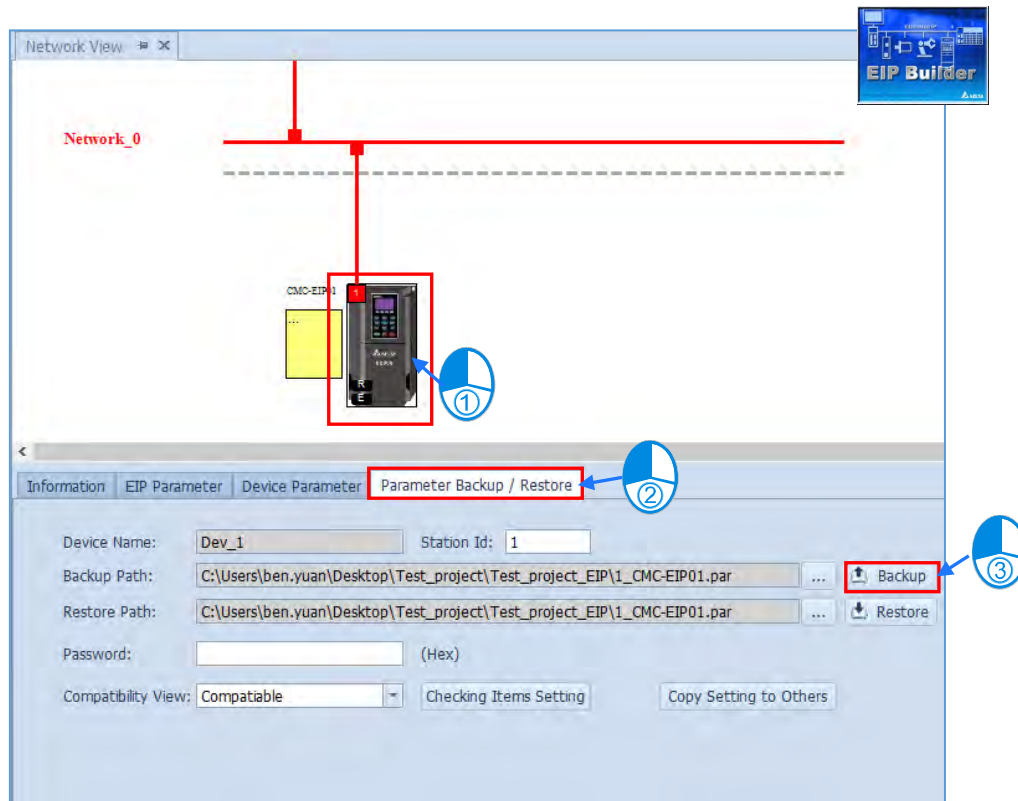 Network View
EIP Builder
Network_0
CMC-EIP01
1
...
R
E
①
Information EIP Parameter Device Parameter Parameter Backup / Restore
②
Device Name: Dev_1 Station Id: 1
Backup Path: C:\Users\ben.yuan\Desktop\Test_project\Test_project_EIP\1_CMC-EIP01.par ... Backup
③
Restore Path: C:\Users\ben.yuan\Desktop\Test_project\Test_project_EIP\1_CMC-EIP01.par ... Restore
Password: (Hex)
Compatibility View: Compatiable Checking Items Setting Copy Setting to Others